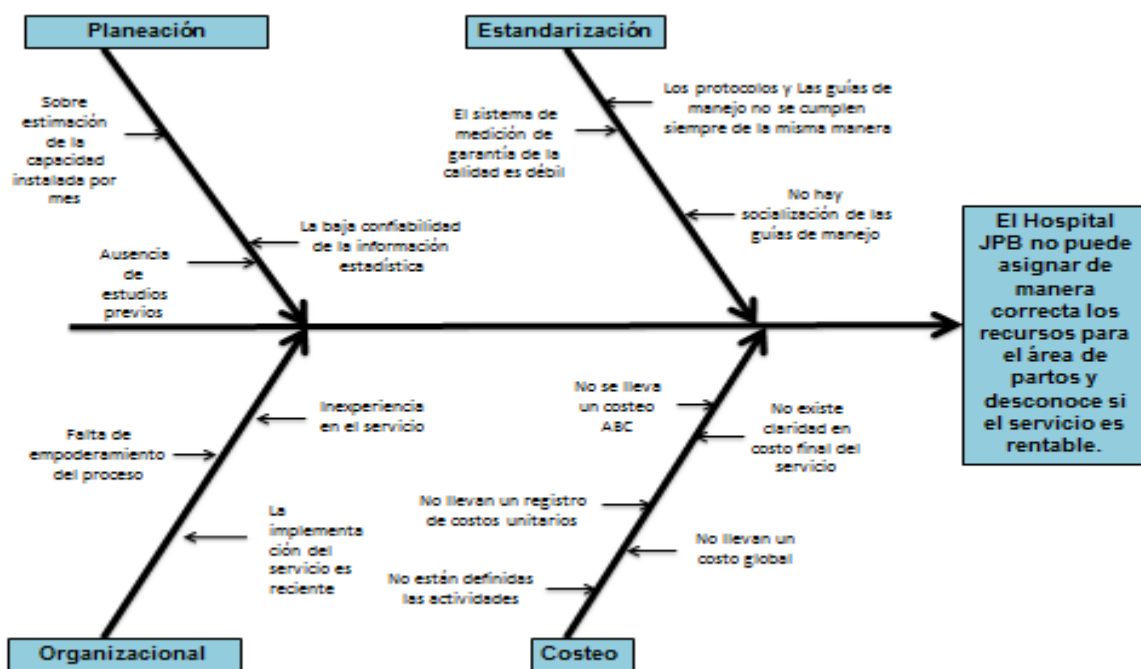 Planeación
Sobre
estimación
de la
capacidad
instalada por
mes
La baja confiabilidad
de la información
estadística
Ausencia
de
estudios
previos
Estandarización
Los protocolos y Las guías de
manejo no se cumplen
siempre de la misma manera
El sistema de
medición de
garantía de la
calidad es débil
No hay
socialización de las
guías de manejo
El Hospital
JPB no puede
asignar de
manera
correcta los
recursos para
el área de
partos y
desconoce si
el servicio es
rentable.
Inexperiencia
en el servicio
Falta de
empoderamiento
del proceso
La
implementa
ción del
servicio es
reciente
Organizacional
No se lleva
un costeo
ABC
No existe
claridad en
costo final del
servicio
No llevan un registro
de costos unitarios
No llevan un
costo global
No están definidas
las actividades
Costeo